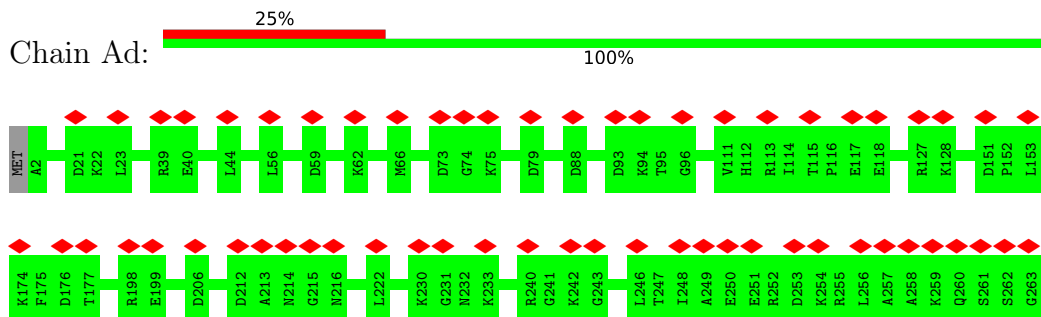 25%
Chain Ad:
100%
MET A2 D21 K22 L23 R39 E40 L44 L56 D59 K62 M66 D73 G74 K75 D79 D88 D93 K94 T95 G96 V111 H112 R113 I114 T115 P116 E117 E118 R127 K128 D151 P152 L153
K174 F175 D176 T177 R198 E199 D206 D212 A213 N214 G215 N216 L222 K230 G231 N232 K233 R240 G241 K242 G243 L246 T247 I248 A249 E250 E251 R252 D253 K254 R255 L256 A257 A258 K259 Q260 S261 S262 G263